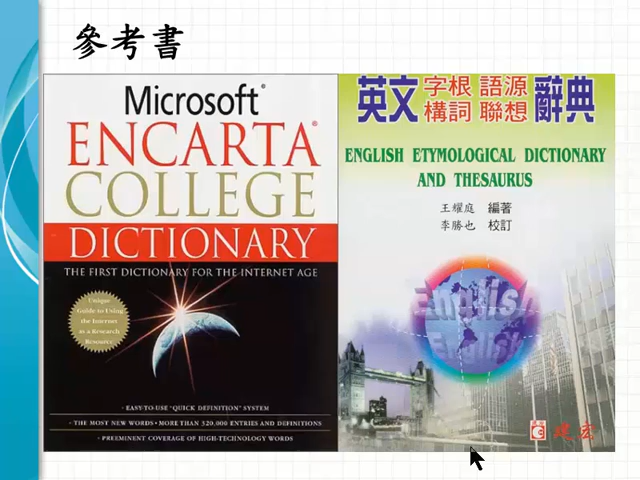 參考書
Microsoft®
ENCARTA®
COLLEGE
DICTIONARY
THE FIRST DICTIONARY FOR THE INTERNET AGE
Unique
Guide to Using
the Internet
as a Research
Resource
· EASY-TO-USE "QUICK DEFINITION" SYSTEM
· THE MOST NEW WORDS · MORE THAN 320,000 ENTRIES AND DEFINITIONS
· PREEMINENT COVERAGE OF HIGH-TECHNOLOGY WORDS
英文字根構詞語源聯想辭典
ENGLISH ETYMOLOGICAL DICTIONARY
AND THESAURUS
王耀庭 編著
李勝也 校訂
English
English
建宏